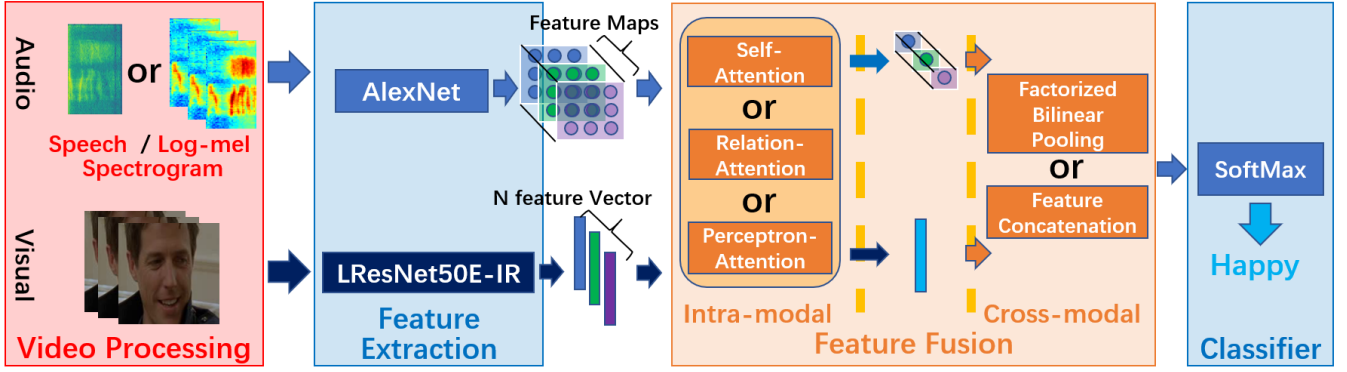 Audio
or
Speech / Log-mel
Spectrogram
Visual
Video Processing
AlexNet
Feature Maps
LResNet50E-IR
N feature Vector
Feature
Extraction
Self-
Attention
or
Relation-
Attention
or
Perceptron-
Attention
Intra-modal
Factorized
Bilinear
Pooling
or
Feature
Concatenation
Cross-modal
Feature Fusion
SoftMax
Happy
Classifier